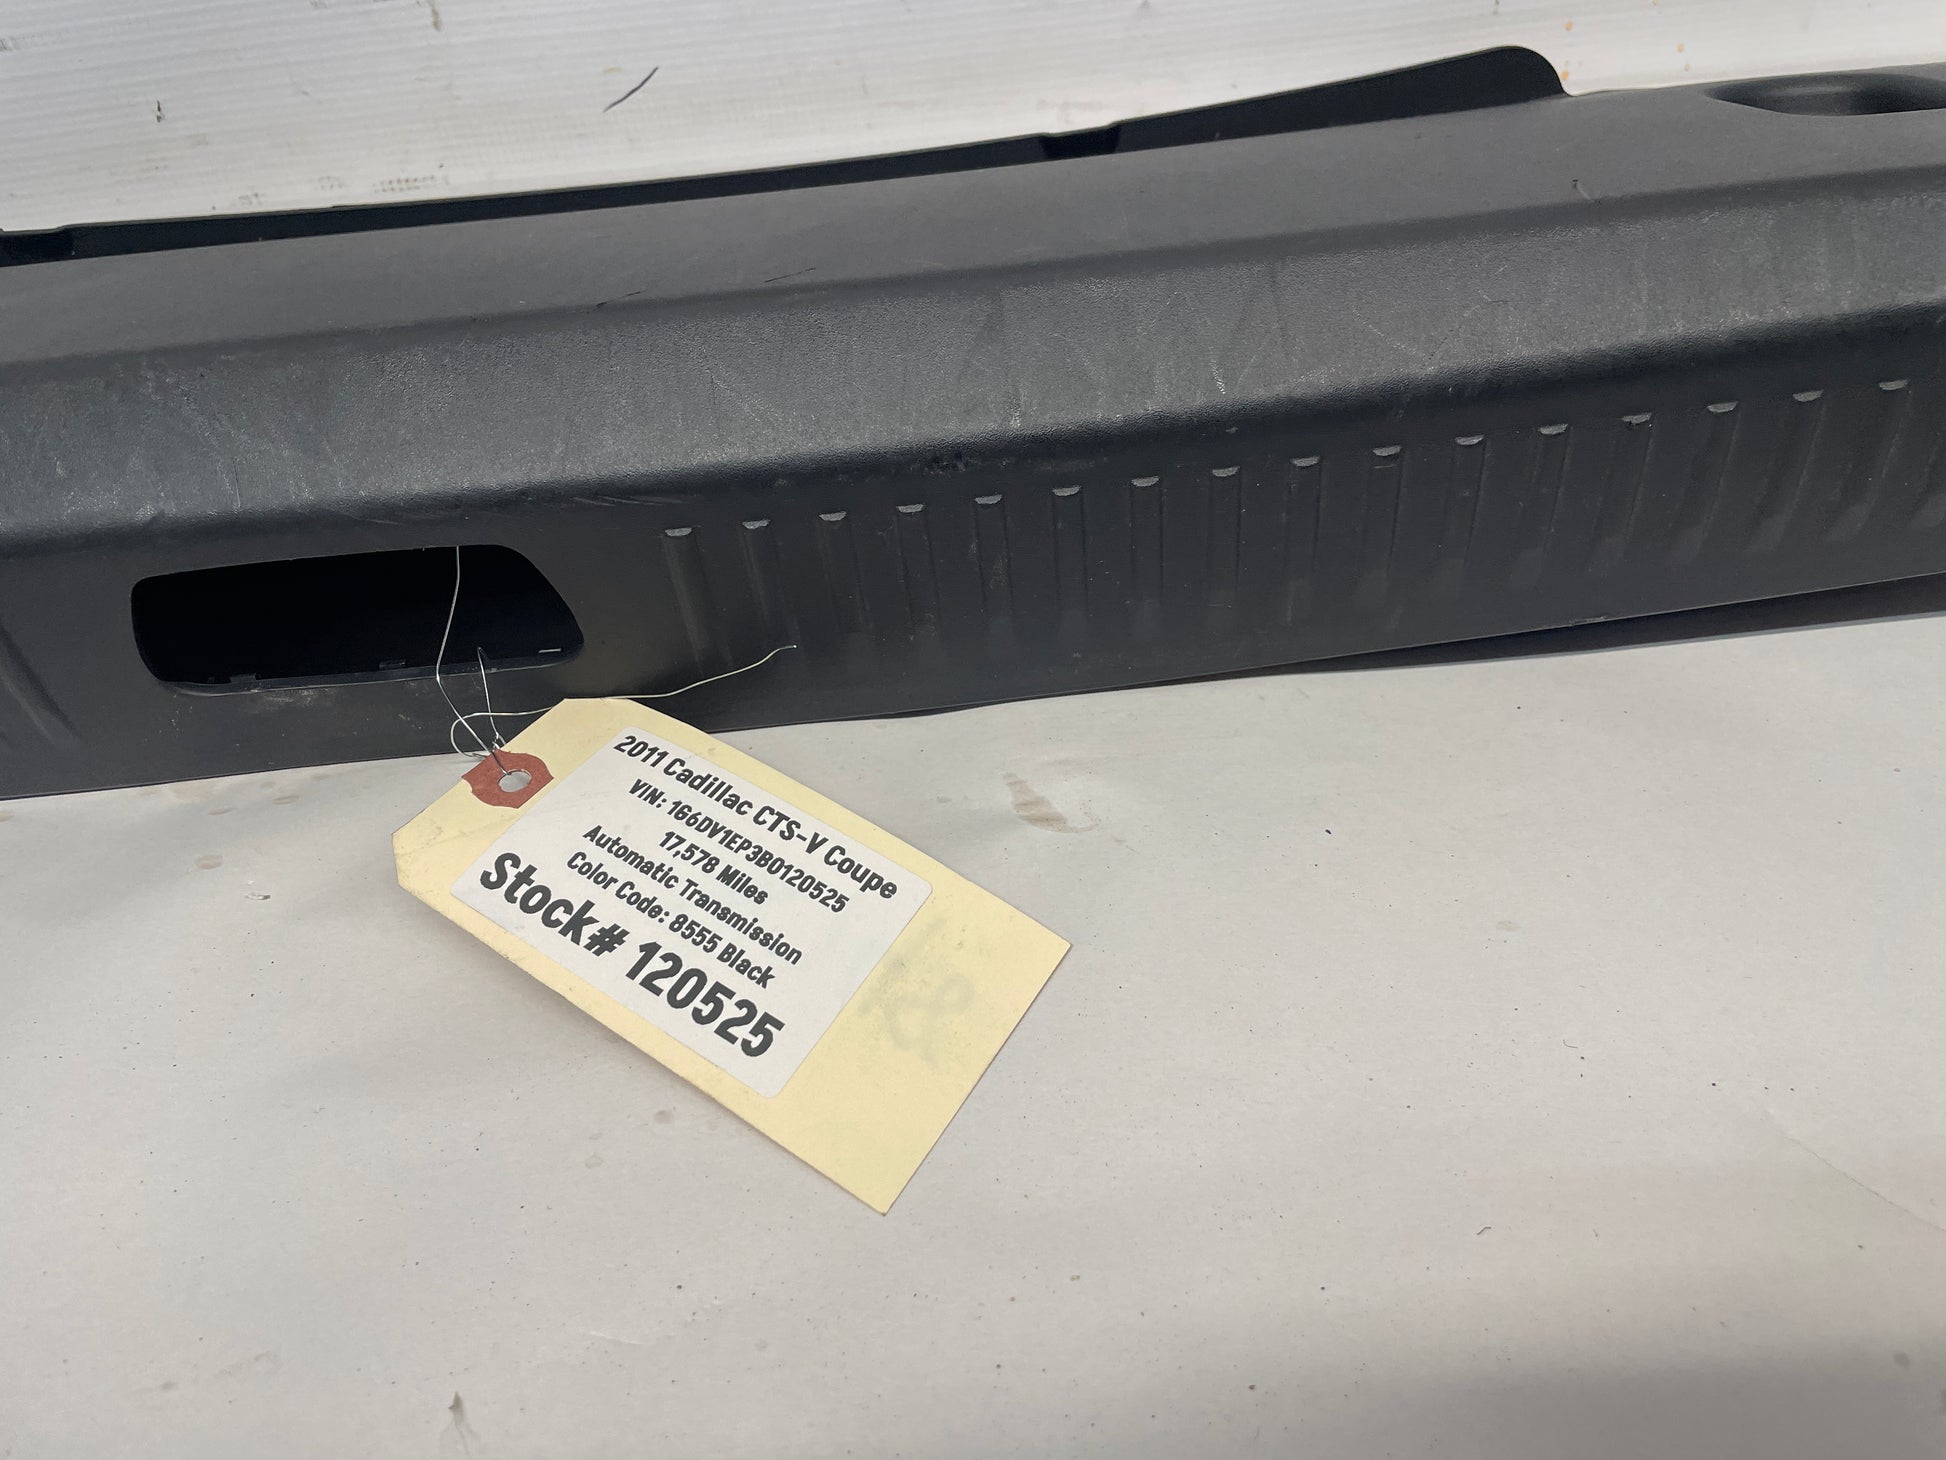 2011 Cadillac CTS-V Coupe
VIN: 1G6DV1EP3B0120525
17,578 Miles
Automatic Transmission
Color Code: 8555 Black
Stock# 120525